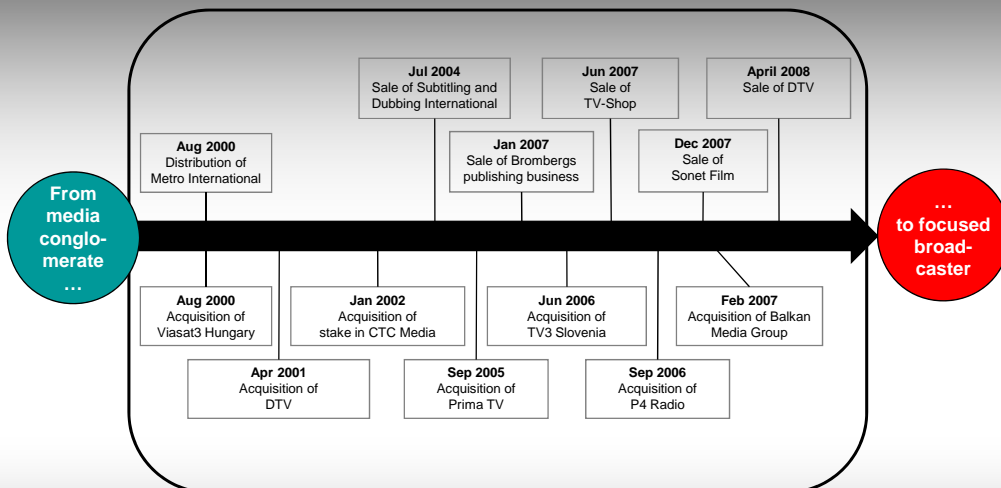 Jul 2004
Sale of Subtitling and
Dubbing International
Jun 2007
Sale of
TV-Shop
April 2008
Sale of DTV
Aug 2000
Distribution of
Metro International
Jan 2007
Sale of Brombergs
publishing business
Dec 2007
Sale of
Sonet Film
From
media
conglo-
merate
…
…
to focused
broad-
caster
Aug 2000
Acquisition of
Viasat3 Hungary
Jan 2002
Acquisition of
stake in CTC Media
Jun 2006
Acquisition of
TV3 Slovenia
Feb 2007
Acquisition of Balkan
Media Group
Apr 2001
Acquisition of
DTV
Sep 2005
Acquisition of
Prima TV
Sep 2006
Acquisition of
P4 Radio